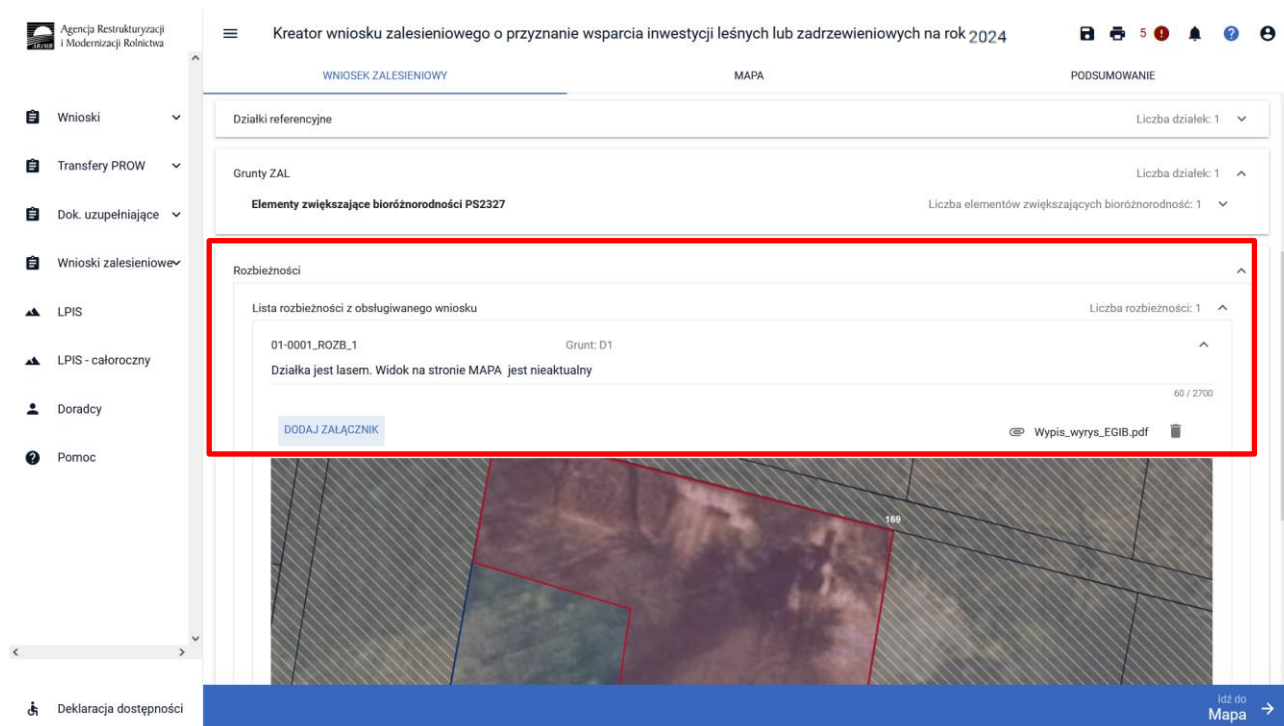 Agencja Restrukturyzacji
i Modernizacji Rolnictwa
ARiMR
Kreator wniosku zalesieniowego o przyznanie wsparcia inwestycji leśnych lub zadrzewieniowych na rok 2024
5
WNIOSEK ZALESIENIOWY
MAPA
PODSUMOWANIE
Wnioski
Transfery PROW
Dok. uzupełniające
Wnioski zalesieniowe
LPIS
LPIS - całoroczny
Doradcy
Pomoc
Deklaracja dostępności
Działki referencyjne
Liczba działek: 1
Grunty ZAL
Liczba działek: 1
Elementy zwiększające bioróżnorodności PS2327
Liczba elementów zwiększających bioróżnorodność: 1
Rozbieżności
Lista rozbieżności z obsługiwanego wniosku
Liczba rozbieżności: 1
01-0001_ROZB_1
Grunt: D1
Działka jest lasem. Widok na stronie MAPA jest nieaktualny
60 / 2700
DODAJ ZAŁĄCZNIK
Wypis_wyrys_EGIB.pdf
169
Idź do
Mapa